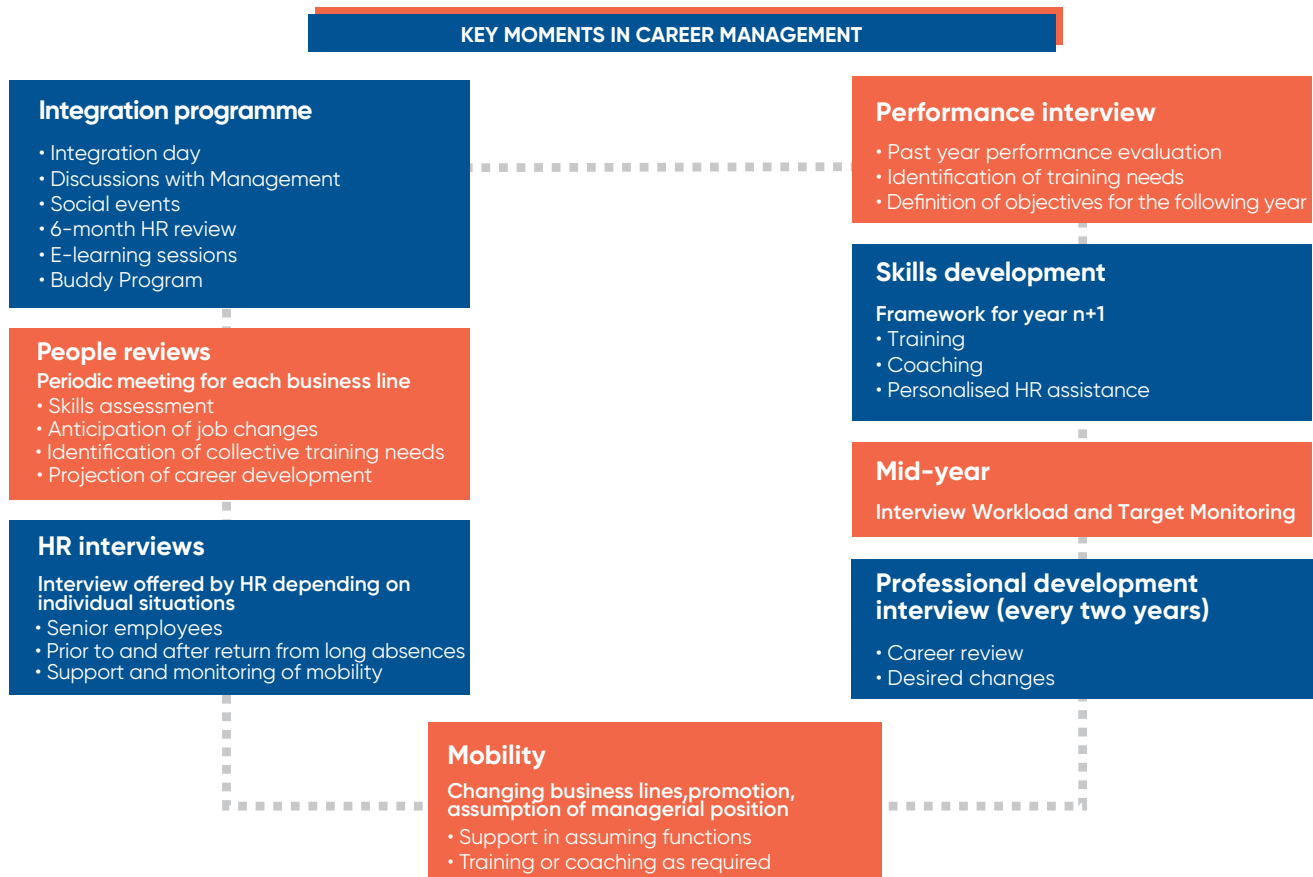 KEY MOMENTS IN CAREER MANAGEMENT
Integration programme
• Integration day
• Discussions with Management
• Social events
• 6-month HR review
• E-learning sessions
• Buddy Program
People reviews
Periodic meeting for each business line
• Skills assessment
• Anticipation of job changes
• Identification of collective training needs
• Projection of career development
HR interviews
Interview offered by HR depending on
individual situations
• Senior employees
• Prior to and after return from long absences
• Support and monitoring of mobility
Mobility
Changing business lines,promotion,
assumption of managerial position
• Support in assuming functions
• Training or coaching as required
Performance interview
• Past year performance evaluation
• Identification of training needs
• Definition of objectives for the following year
Skills development
Framework for year n+1
• Training
• Coaching
• Personalised HR assistance
Mid-year
Interview Workload and Target Monitoring
Professional development
interview (every two years)
• Career review
• Desired changes